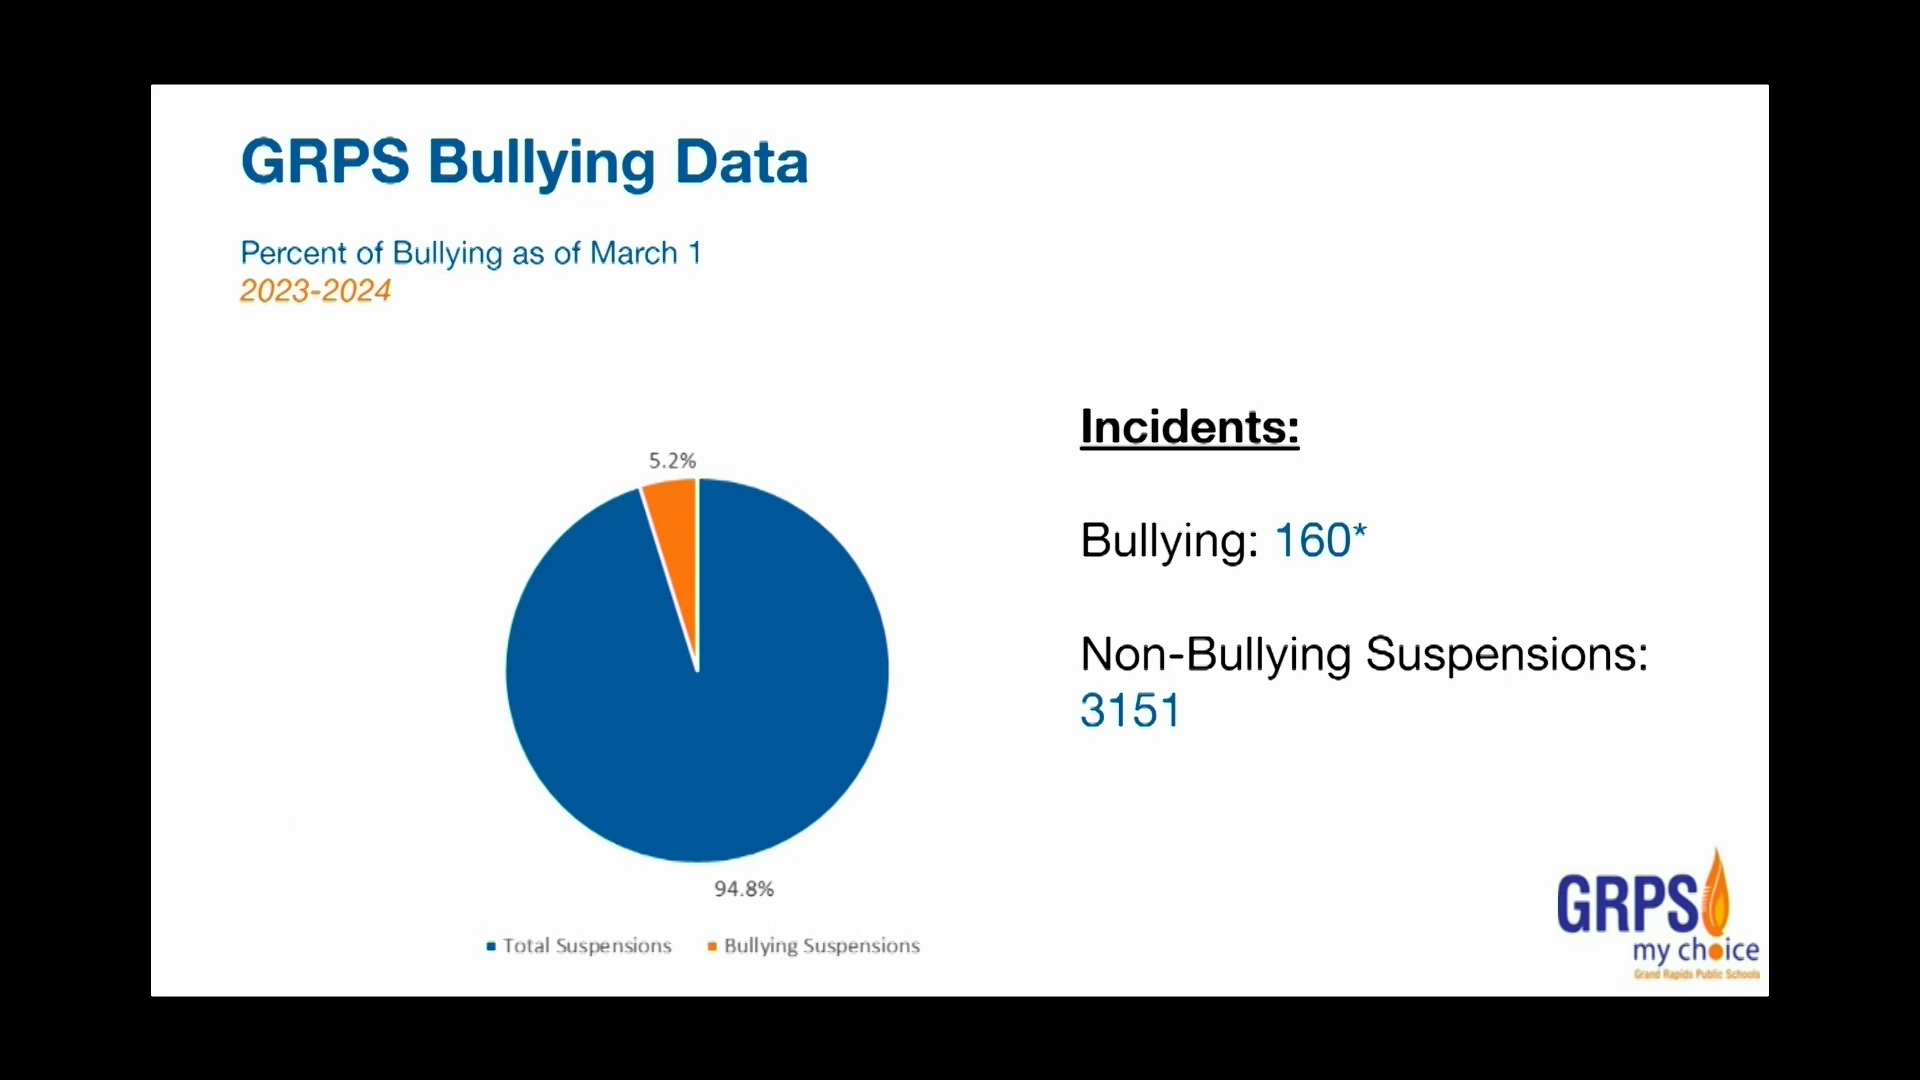 GRPS Bullying Data
Percent of Bullying as of March 1
2023-2024
5.2%
94.8%
Total Suspensions
Bullying Suspensions
Incidents:
Bullying: 160*
Non-Bullying Suspensions:
3151
GRPS
my choice
Grand Rapids Public Schools